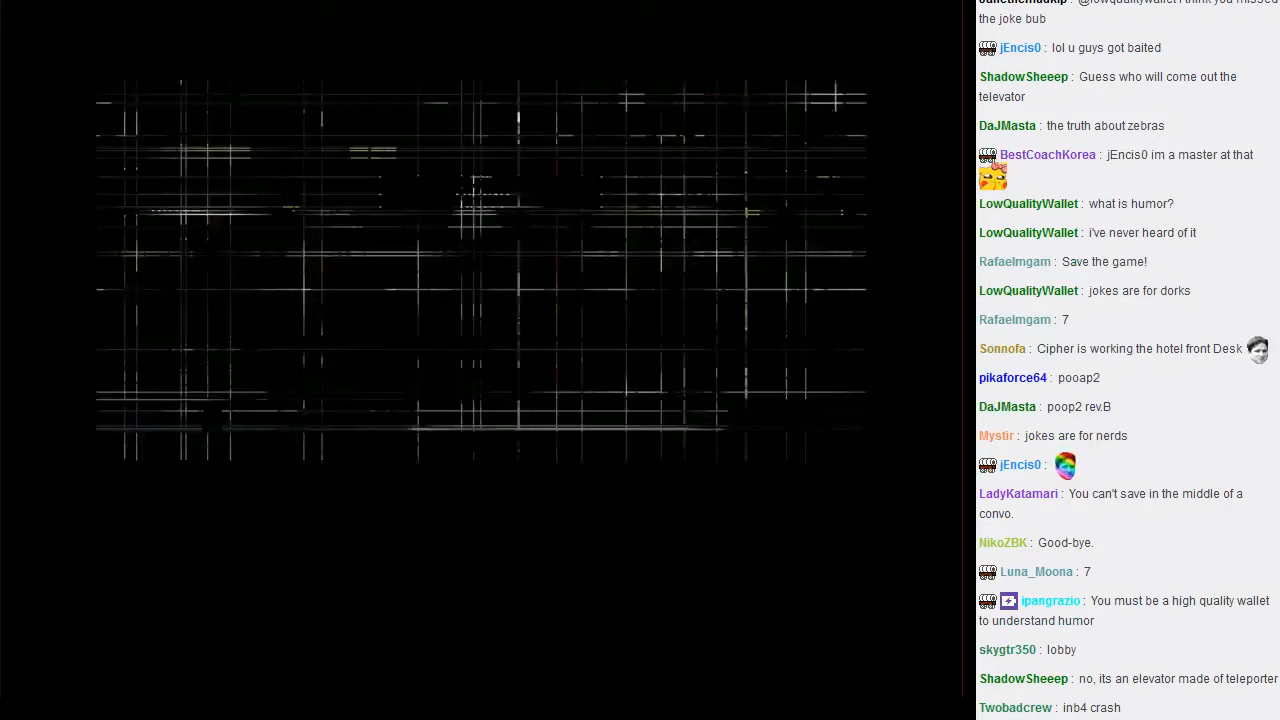 the joke bub
jEncis0 : lol u guys got baited
ShadowSheeep : Guess who will come out the
televator
DaJMasta : the truth about zebras
BestCoachKorea : jEncis0 im a master at that
LowQualityWallet : what is humor?
LowQualityWallet : i've never heard of it
Rafaelmgam : Save the game!
LowQualityWallet : jokes are for dorks
Rafaelmgam : 7
Sonnofa : Cipher is working the hotel front Desk
pikaforce64 : pooap2
DaJMasta : poop2 rev.B
Mystir : jokes are for nerds
jEncis0 :
LadyKatamari : You can't save in the middle of a
convo.
NikoZBK : Good-bye.
Luna_Moona : 7
ipangrazio : You must be a high quality wallet
to understand humor
skygtr350 : lobby
ShadowSheeep : no, its an elevator made of teleporter
Twobadcrew : inb4 crash